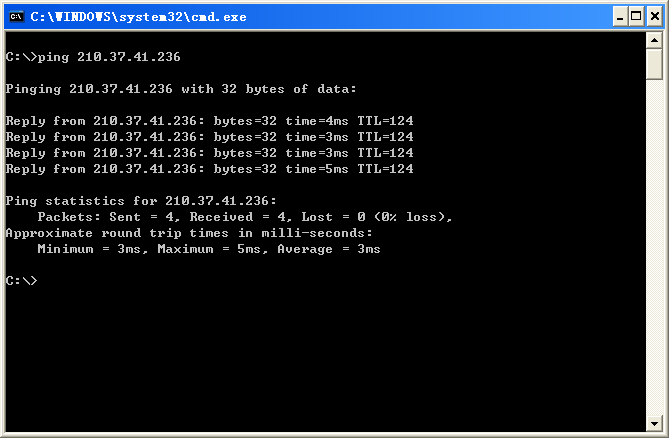 C:\WINDOWS\system32\cmd.exe
C:\>ping 210.37.41.236
Pinging 210.37.41.236 with 32 bytes of data:
Reply from 210.37.41.236: bytes=32 time=4ms TTL=124
Reply from 210.37.41.236: bytes=32 time=3ms TTL=124
Reply from 210.37.41.236: bytes=32 time=3ms TTL=124
Reply from 210.37.41.236: bytes=32 time=5ms TTL=124
Ping statistics for 210.37.41.236:
    Packets: Sent = 4, Received = 4, Lost = 0 (0% loss),
Approximate round trip times in milli-seconds:
    Minimum = 3ms, Maximum = 5ms, Average = 3ms
C:\>